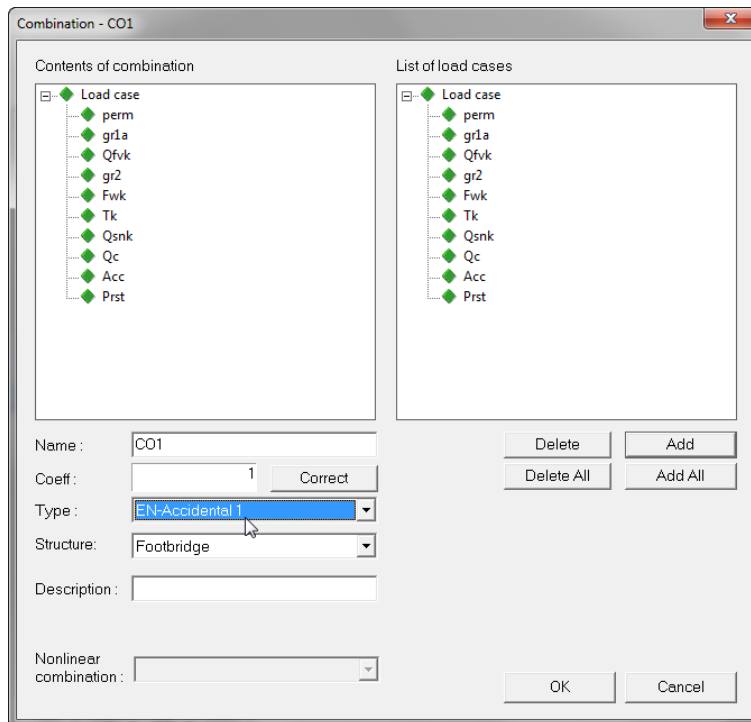 Combination - CO1
Contents of combination
Load case
perm
gr1a
Qfvk
gr2
Fwk
Tk
Qsnk
Qc
Acc
Prst
List of load cases
Load case
perm
gr1a
Qfvk
gr2
Fwk
Tk
Qsnk
Qc
Acc
Prst
Name : CO1
Coeff : 1 Correct
Type : EN-Accidental 1
Structure: Footbridge
Description :
Nonlinear
combination :
Delete Add
Delete All Add All
OK Cancel